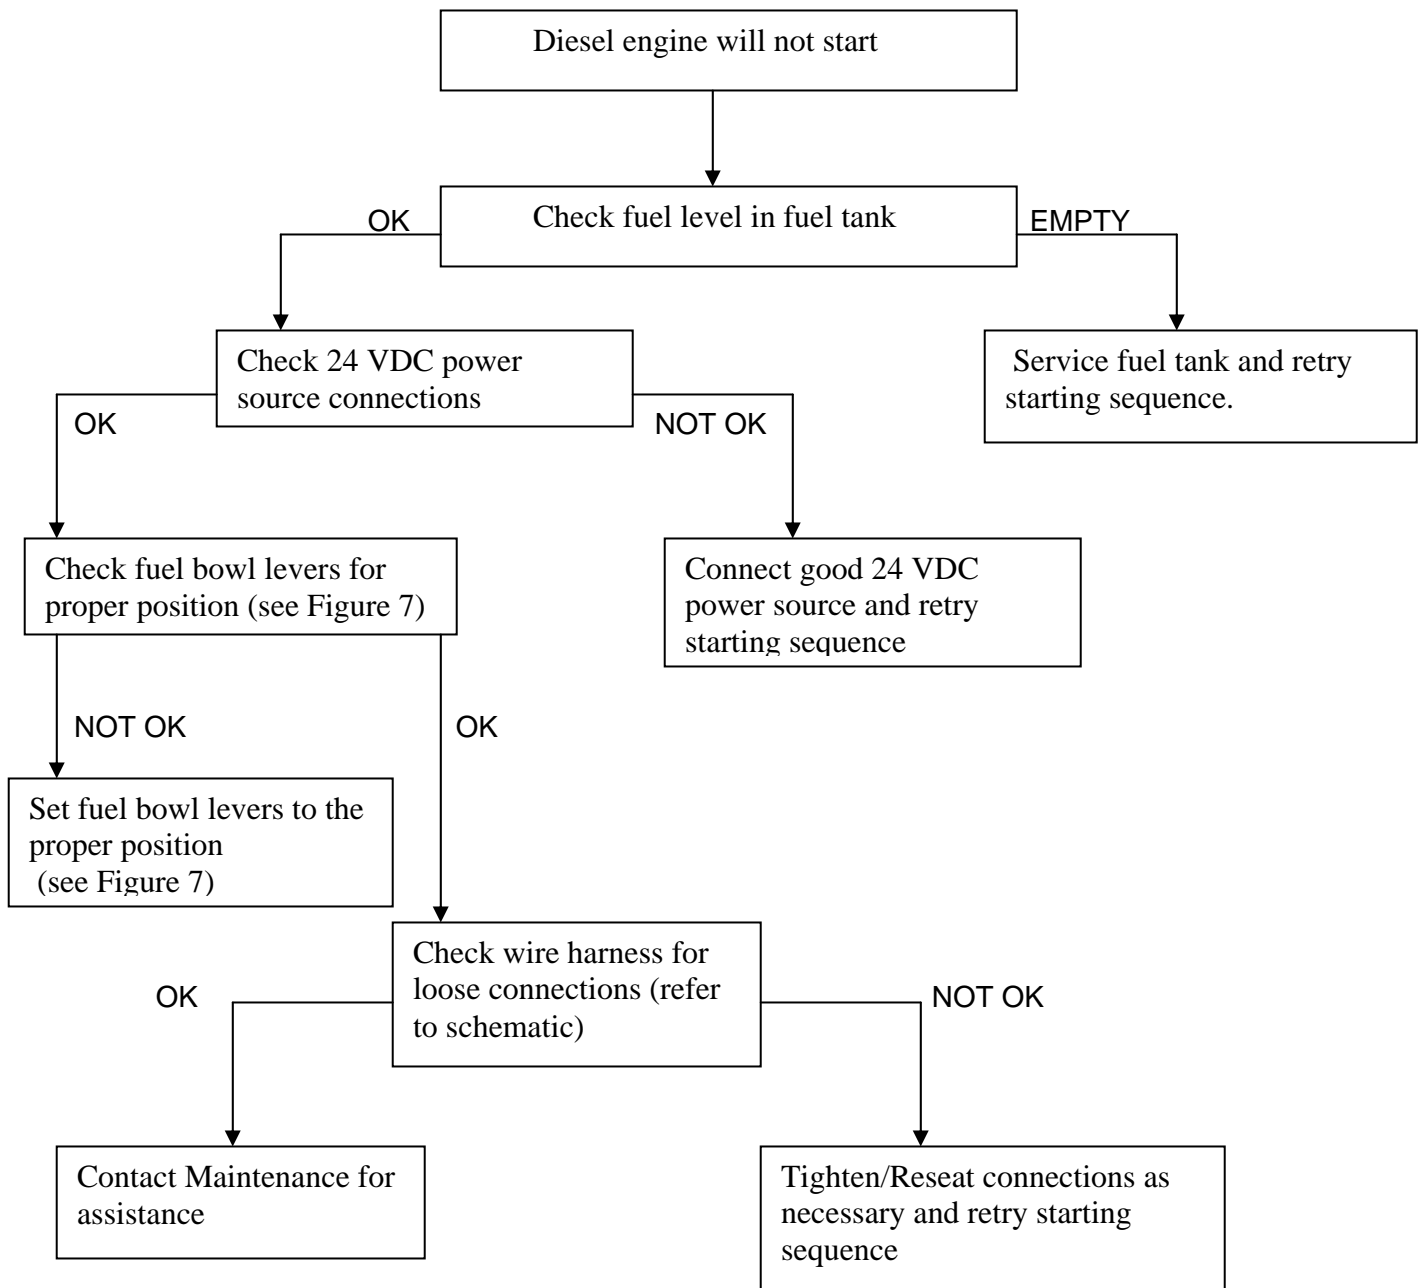 Diesel engine will not start
OK
Check fuel level in fuel tank
EMPTY
Check 24 VDC power
source connections
Service fuel tank and retry
starting sequence.
OK
NOT OK
Check fuel bowl levers for
proper position (see Figure 7)
Connect good 24 VDC
power source and retry
starting sequence
NOT OK
OK
Set fuel bowl levers to the
proper position
(see Figure 7)
Check wire harness for
loose connections (refer
to schematic)
OK
NOT OK
Contact Maintenance for
assistance
Tighten/Reseat connections as
necessary and retry starting
sequence